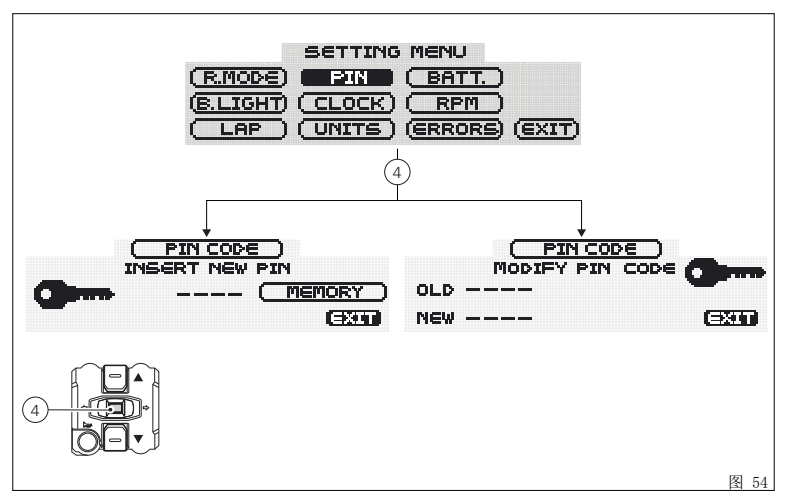 SETTING MENU
R.MODE PIN BATT.
B.LIGHT CLOCK RPM
LAP UNITS ERRORS EXIT
4
PIN CODE
INSERT NEW PIN
---- MEMORY
EXIT
PIN CODE
MODIFY PIN CODE
OLD ----
NEW ---- EXIT
4
图 54